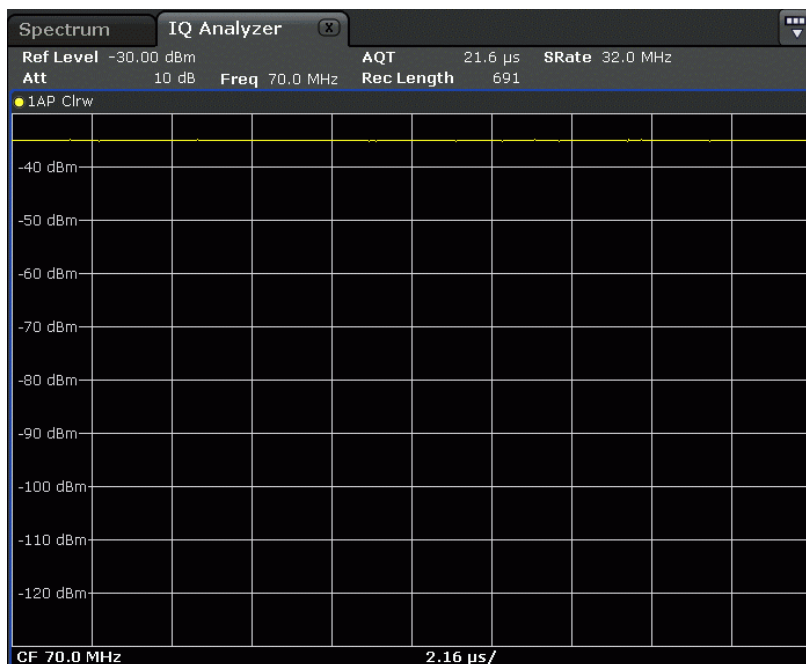 Spectrum IQ Analyzer X
Ref Level -30.00 dBm AQT 21.6 µs SRate 32.0 MHz
Att 10 dB Freq 70.0 MHz Rec Length 691
1AP Clrw
-40 dBm
-50 dBm
-60 dBm
-70 dBm
-80 dBm
-90 dBm
-100 dBm
-110 dBm
-120 dBm
CF 70.0 MHz 2.16 µs/